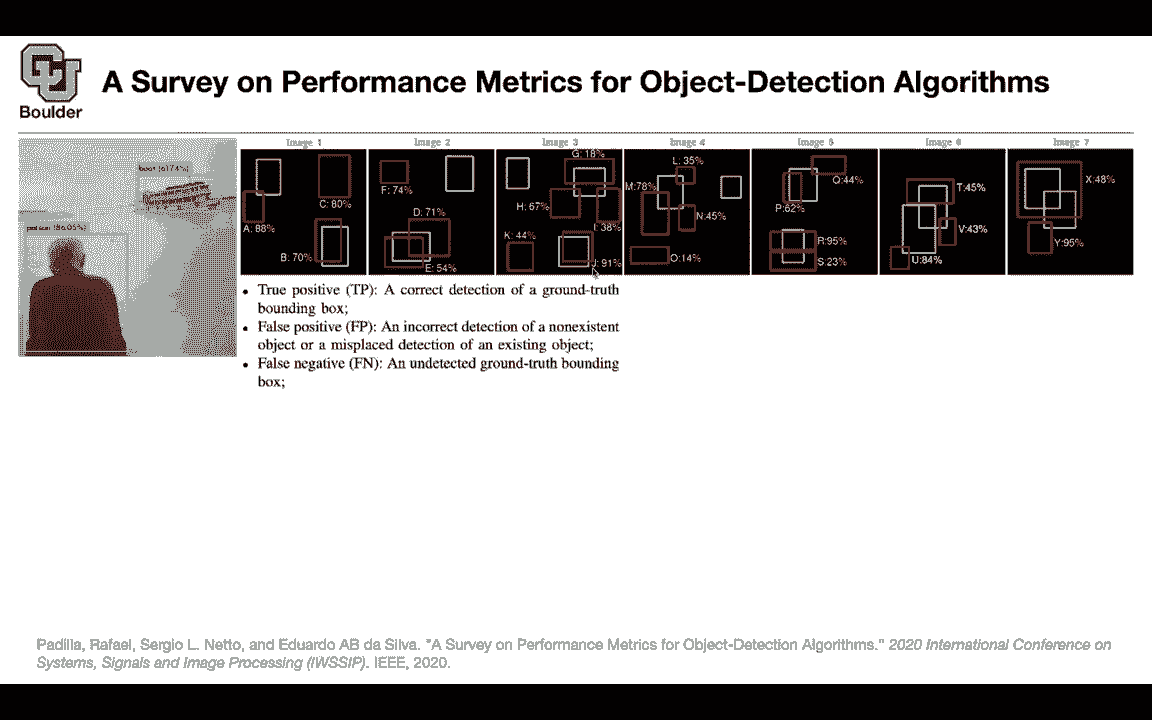 A Survey on Performance Metrics for Object-Detection Algorithms
Boulder
boat (61.74%)
person (86.05%)
Image 1
Image 2
Image 3
Image 4
Image 5
Image 6
Image 7
A: 88%
B: 70%
C: 80%
F: 74%
D: 71%
E: 54%
G: 18%
H: 67%
I: 38%
K: 44%
J: 91%
L: 35%
M:78%
N:45%
O:14%
P:62%
Q:44%
R:95%
S:23%
T:45%
V:43%
U:84%
X:48%
Y:95%
• True positive (TP): A correct detection of a ground-truth
bounding box;
• False positive (FP): An incorrect detection of a nonexistent
object or a misplaced detection of an existing object;
• False negative (FN): An undetected ground-truth bounding
box;
Padilla, Rafael, Sergio L. Netto, and Eduardo AB da Silva. "A Survey on Performance Metrics for Object-Detection Algorithms." 2020 International Conference on
Systems, Signals and Image Processing (IWSSIP). IEEE, 2020.